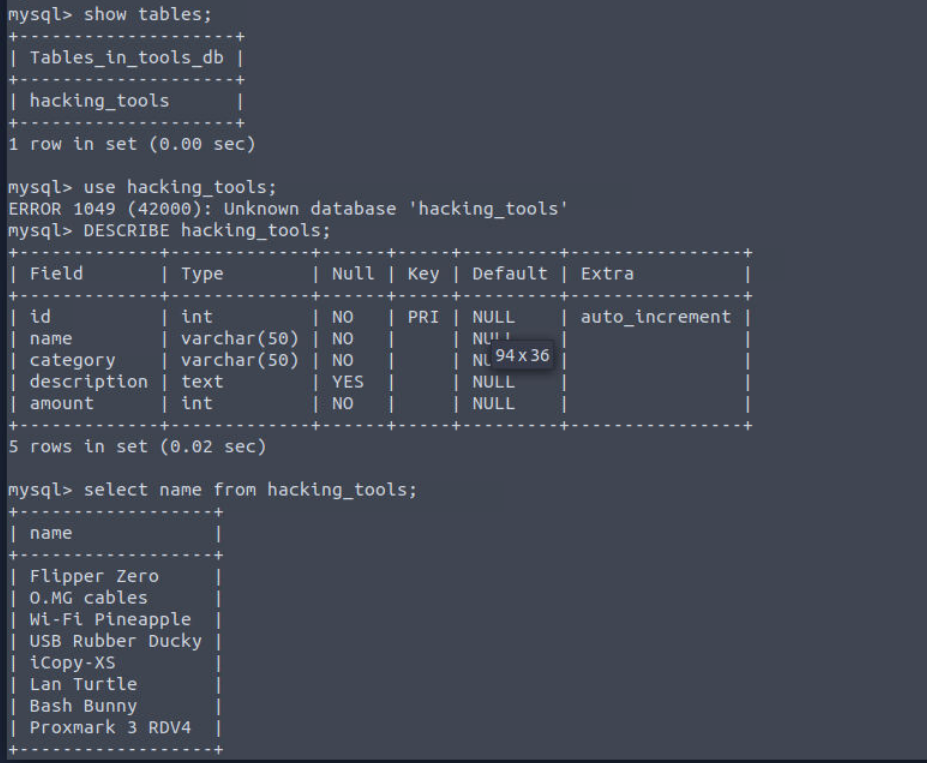 mysql> show tables;
+--------------------+
| Tables_in_tools_db |
+--------------------+
| hacking_tools      |
+--------------------+
1 row in set (0.00 sec)

mysql> use hacking_tools;
ERROR 1049 (42000): Unknown database 'hacking_tools'
mysql> DESCRIBE hacking_tools;
+-------------+-------------+------+-----+---------+----------------+
| Field       | Type        | Null | Key | Default | Extra          |
+-------------+-------------+------+-----+---------+----------------+
| id          | int         | NO   | PRI | NULL    | auto_increment |
| name        | varchar(50) | NO   |     |         |                |
| category    | varchar(50) | NO   |     | 94 x 36 |                |
| description | text        | YES  |     | NULL    |                |
| amount      | int         | NO   |     | NULL    |                |
+-------------+-------------+------+-----+---------+----------------+
5 rows in set (0.02 sec)

mysql> select name from hacking_tools;
+------------------+
| name             |
+------------------+
| Flipper Zero     |
| O.MG cables      |
| Wi-Fi Pineapple  |
| USB Rubber Ducky |
| iCopy-XS         |
| Lan Turtle       |
| Bash Bunny       |
| Proxmark 3 RDV4  |
+------------------+